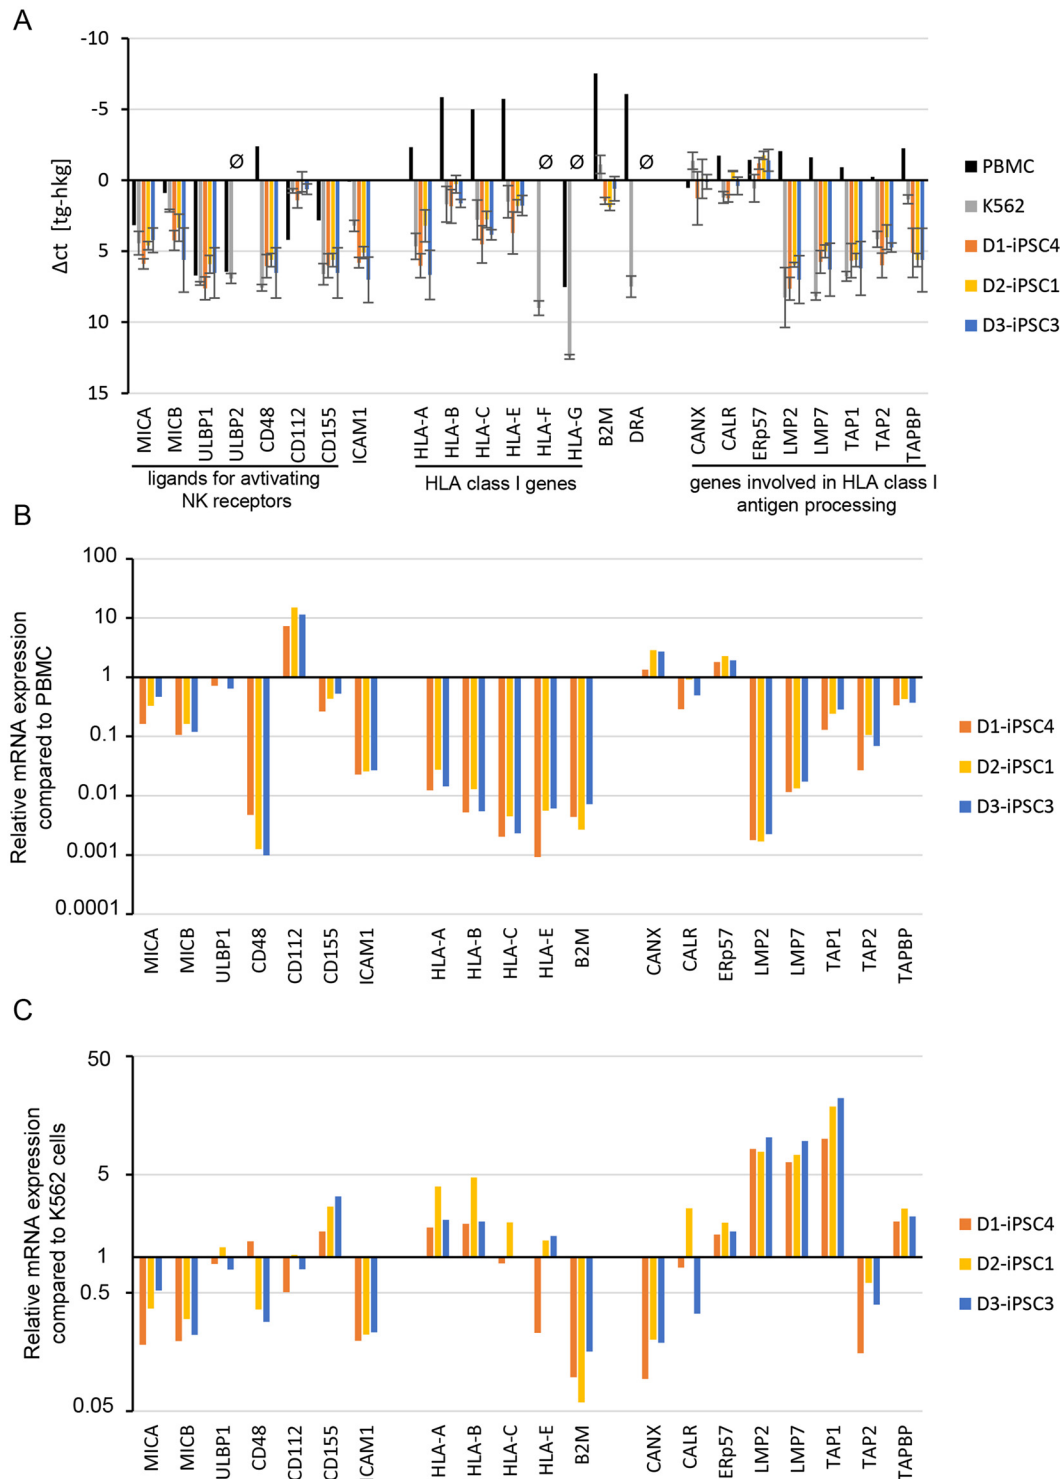 A
-10
-5
0
5
10
15
Δct [tg-hkg]
Ø
Ø
Ø
Ø
PBMC
K562
D1-iPSC4
D2-iPSC1
D3-iPSC3
MICA
MICB
ULBP1
ULBP2
CD48
CD112
CD155
ICAM1
HLA-A
HLA-B
HLA-C
HLA-E
HLA-F
HLA-G
B2M
DRA
CANX
CALR
ERp57
LMP2
LMP7
TAP1
TAP2
TAPBP
ligands for avtivating
NK receptors
HLA class I genes
genes involved in HLA class I
antigen processing
B
100
10
1
0.1
0.01
0.001
0.0001
Relative mRNA expression
compared to PBMC
D1-iPSC4
D2-iPSC1
D3-iPSC3
MICA
MICB
ULBP1
CD48
CD112
CD155
ICAM1
HLA-A
HLA-B
HLA-C
HLA-E
B2M
CANX
CALR
ERp57
LMP2
LMP7
TAP1
TAP2
TAPBP
C
50
5
1
0.5
0.05
Relative mRNA expression
compared to K562 cells
D1-iPSC4
D2-iPSC1
D3-iPSC3
MICA
MICB
ULBP1
CD48
CD112
CD155
ICAM1
HLA-A
HLA-B
HLA-C
HLA-E
B2M
CANX
CALR
ERp57
LMP2
LMP7
TAP1
TAP2
TAPBP